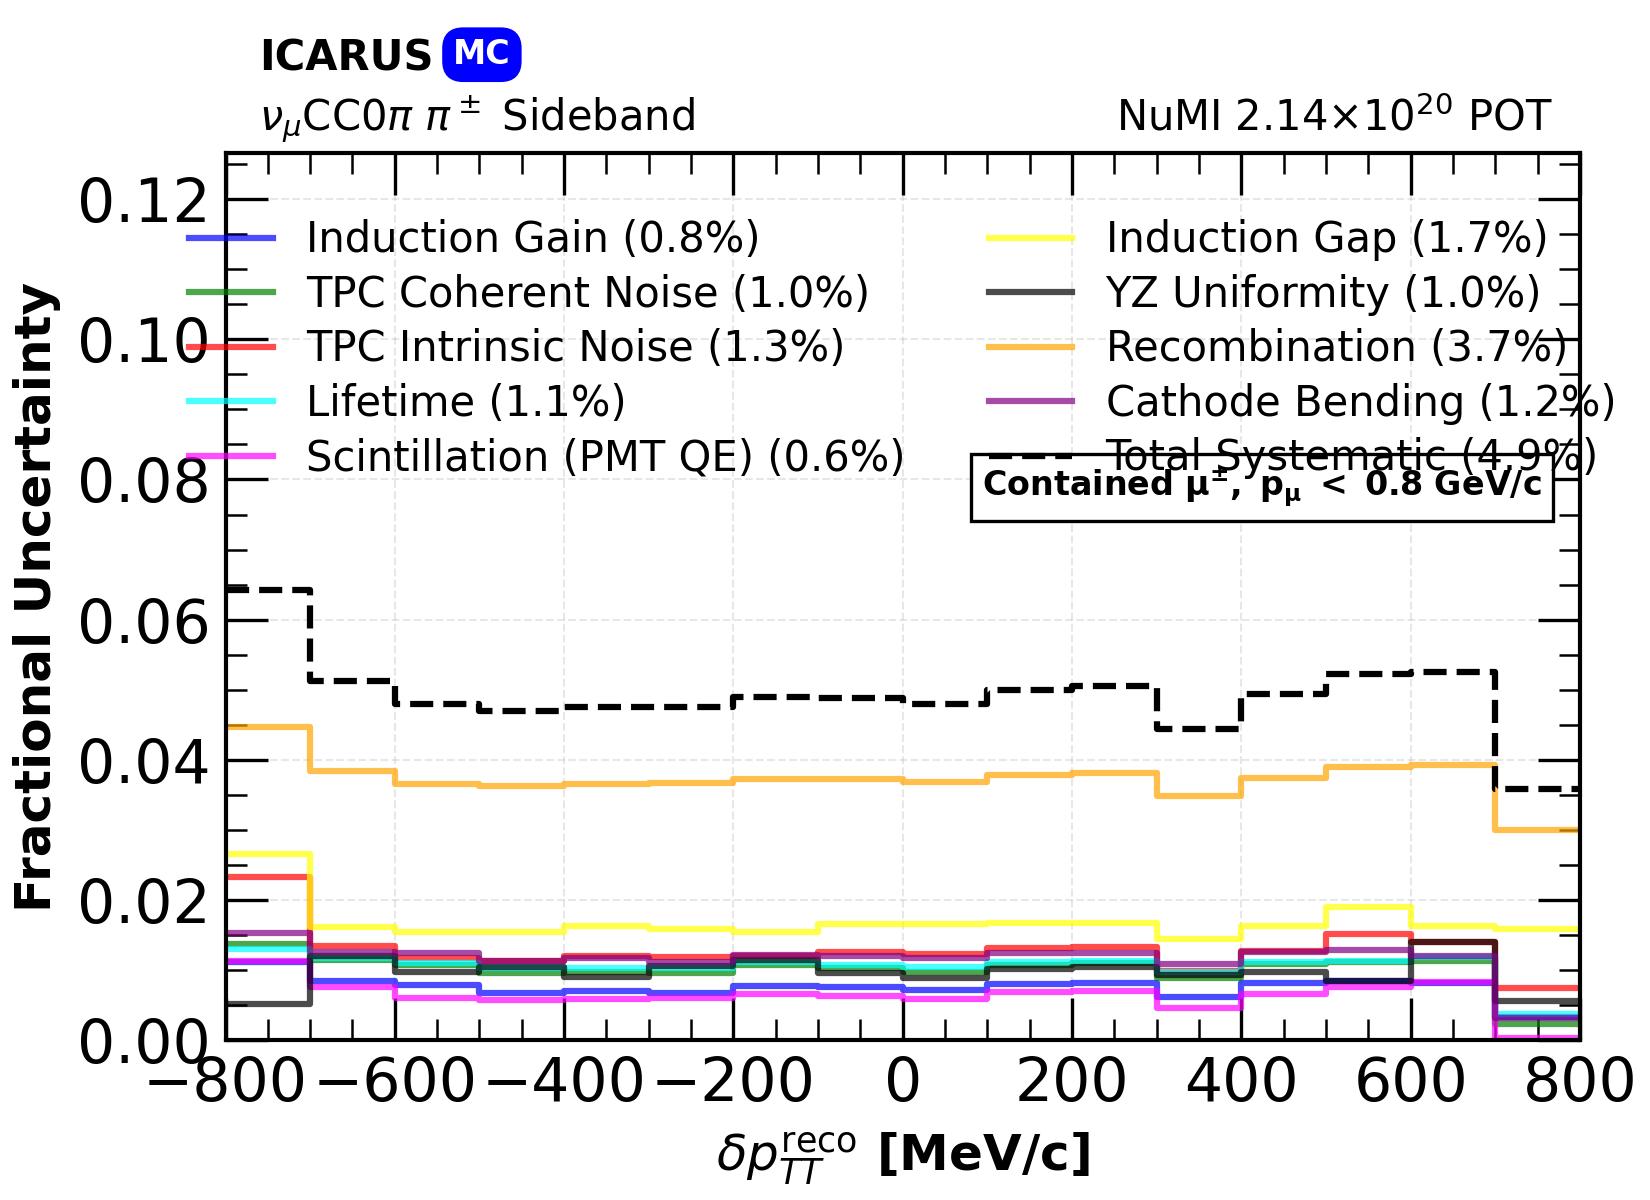 ICARUS MC
νμCC0π π± Sideband
NuMI 2.14×10²⁰ POT
Fractional Uncertainty
0.12
0.10
0.08
0.06
0.04
0.02
0.00
Induction Gain (0.8%)
TPC Coherent Noise (1.0%)
TPC Intrinsic Noise (1.3%)
Lifetime (1.1%)
Scintillation (PMT QE) (0.6%)
Induction Gap (1.7%)
YZ Uniformity (1.0%)
Recombination (3.7%)
Cathode Bending (1.2%)
Total Systematic (4.9%)
Contained μ±, pμ < 0.8 GeV/c
−800 −600 −400 −200 0 200 400 600 800
δp_TT^reco [MeV/c]